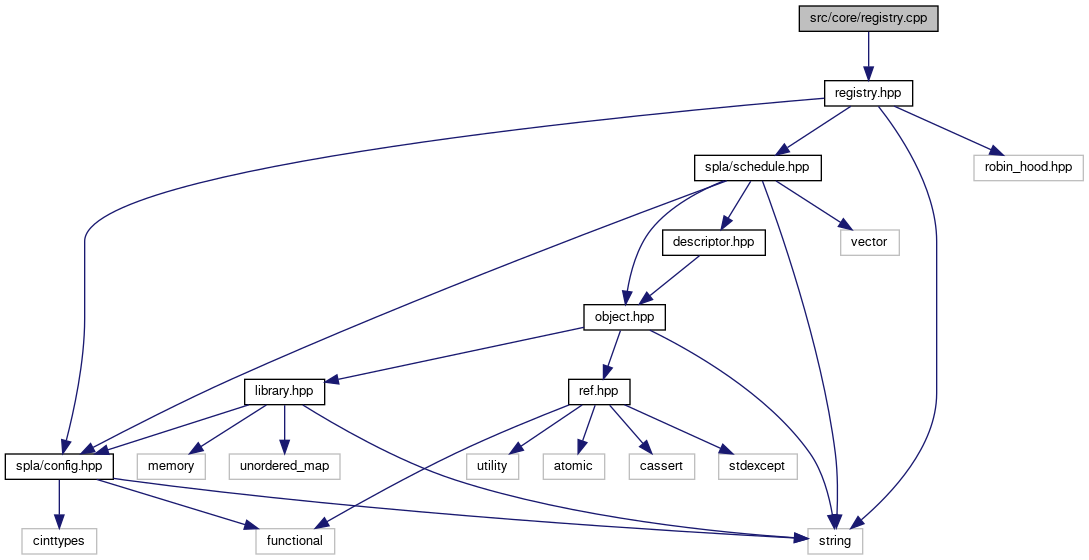 src/core/registry.cpp
registry.hpp
spla/schedule.hpp
robin_hood.hpp
descriptor.hpp
vector
object.hpp
library.hpp
ref.hpp
spla/config.hpp
memory
unordered_map
utility
atomic
cassert
stdexcept
cinttypes
functional
string